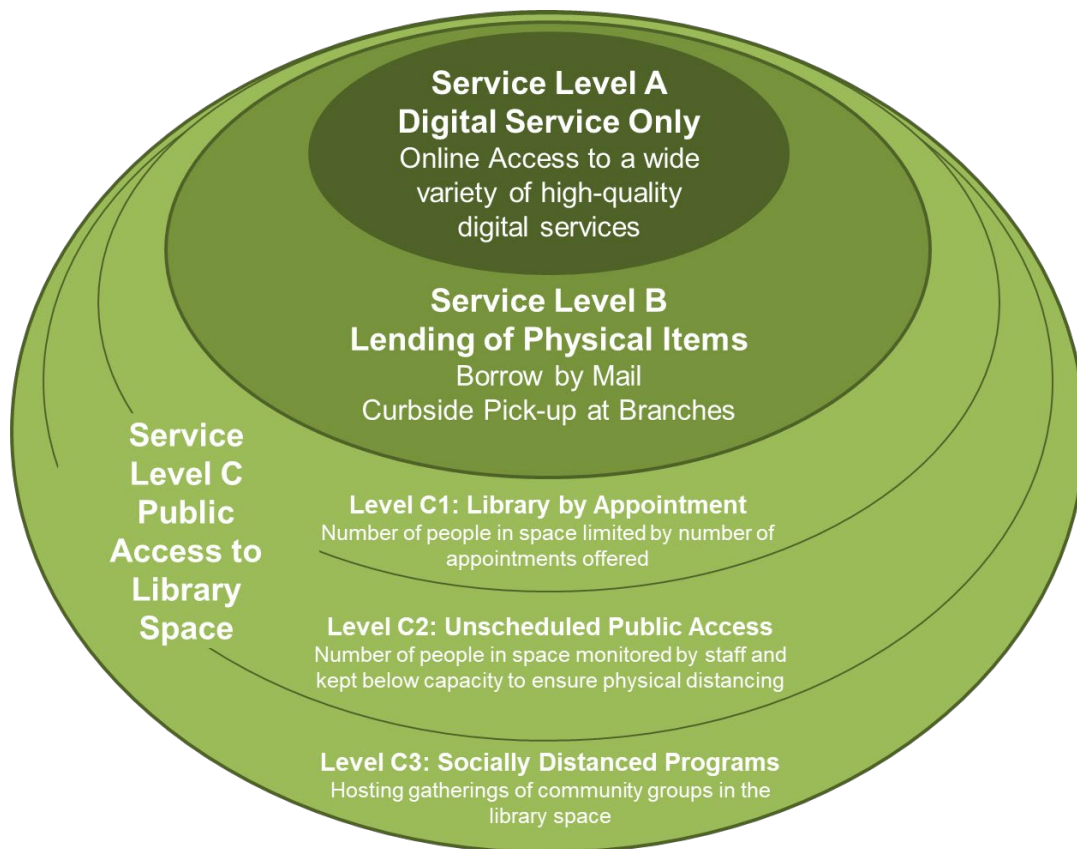 Service Level A
Digital Service Only
Online Access to a wide
variety of high-quality
digital services
Service Level B
Lending of Physical Items
Borrow by Mail
Curbside Pick-up at Branches
Service
Level C
Public
Access to
Library
Space
Level C1: Library by Appointment
Number of people in space limited by number of
appointments offered
Level C2: Unscheduled Public Access
Number of people in space monitored by staff and
kept below capacity to ensure physical distancing
Level C3: Socially Distanced Programs
Hosting gatherings of community groups in the
library space